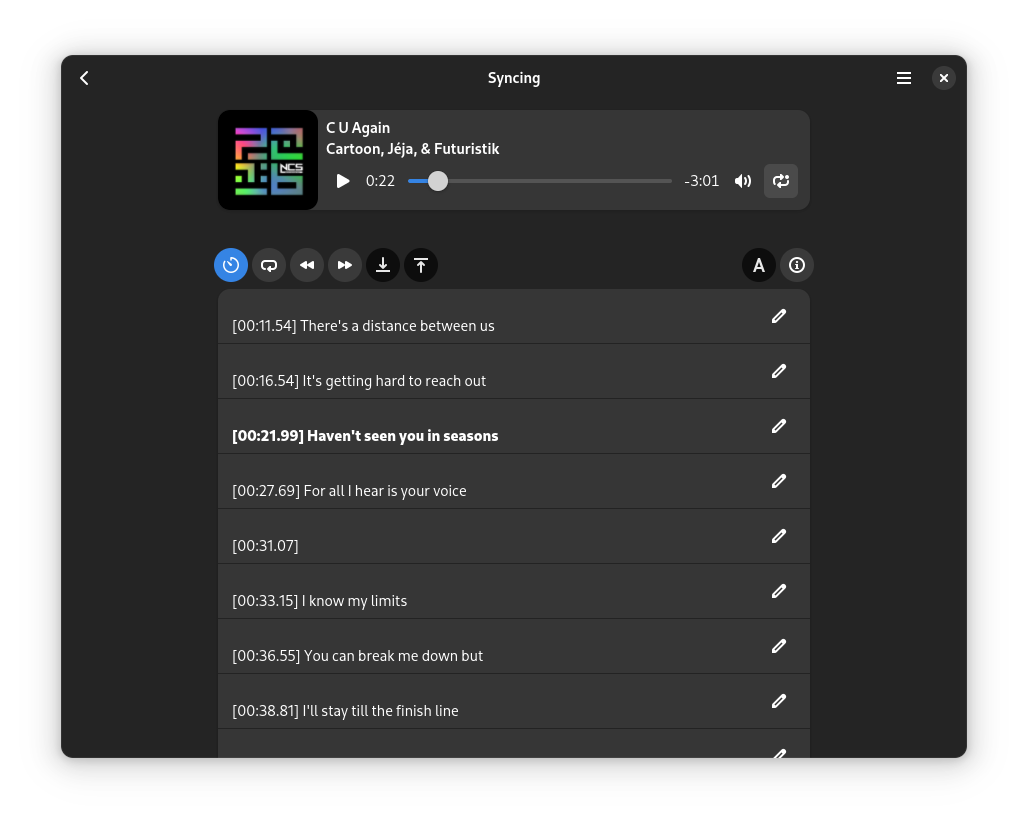 Syncing
C U Again
Cartoon, Jéja, & Futuristik
NCS
0:22
-3:01
A
[00:11.54] There's a distance between us
[00:16.54] It's getting hard to reach out
[00:21.99] Haven't seen you in seasons
[00:27.69] For all I hear is your voice
[00:31.07]
[00:33.15] I know my limits
[00:36.55] You can break me down but
[00:38.81] I'll stay till the finish line